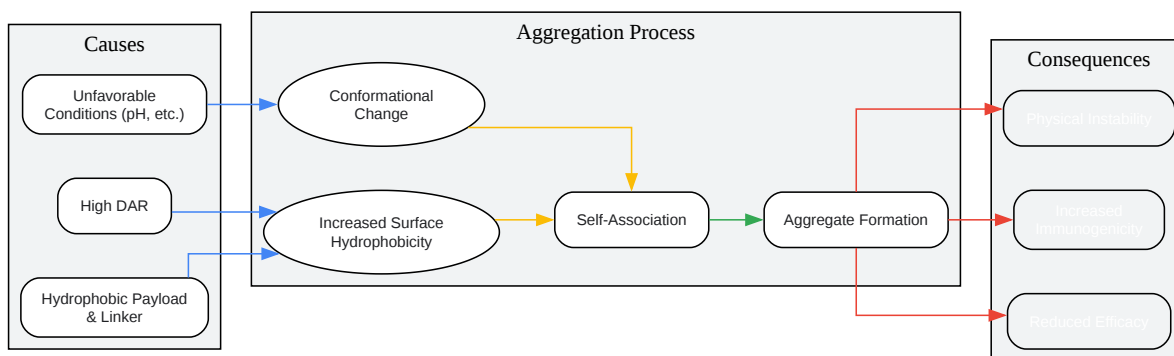 Causes
Unfavorable
Conditions (pH, etc.)
High DAR
Hydrophobic Payload
& Linker
Aggregation Process
Conformational
Change
Increased Surface
Hydrophobicity
Self-Association
Aggregate Formation
Consequences
Physical Instability
Increased
Immunogenicity
Reduced Efficacy